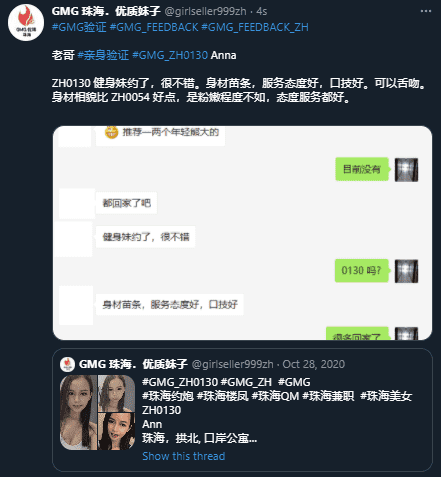 GMG 珠海.优质妹子 @girlseller999zh · 4s
#GMG验证 #GMG_FEEDBACK #GMG_FEEDBACK_ZH
老哥 #亲身验证 #GMG_ZH0130 Anna
ZH0130 健身妹约了，很不错。身材苗条，服务态度好，口技好。可以舌吻。
身材相貌比 ZH0054 好点，是粉嫩程度不如，态度服务都好。
推荐一两个年轻
目前没有
都回家了吧
健身妹约了，很不错
0130 吗?
身材苗条，服务态度好，口技好
很多回家了
GMG 珠海.优质妹子 @girlseller999zh · Oct 28, 2020
#GMG_ZH0130 #GMG_ZH #GMG
#珠海约炮 #珠海楼凤 #珠海QM #珠海兼职 #珠海美女
ZH0130
Ann
珠海，拱北, 口岸公寓...
Show this thread